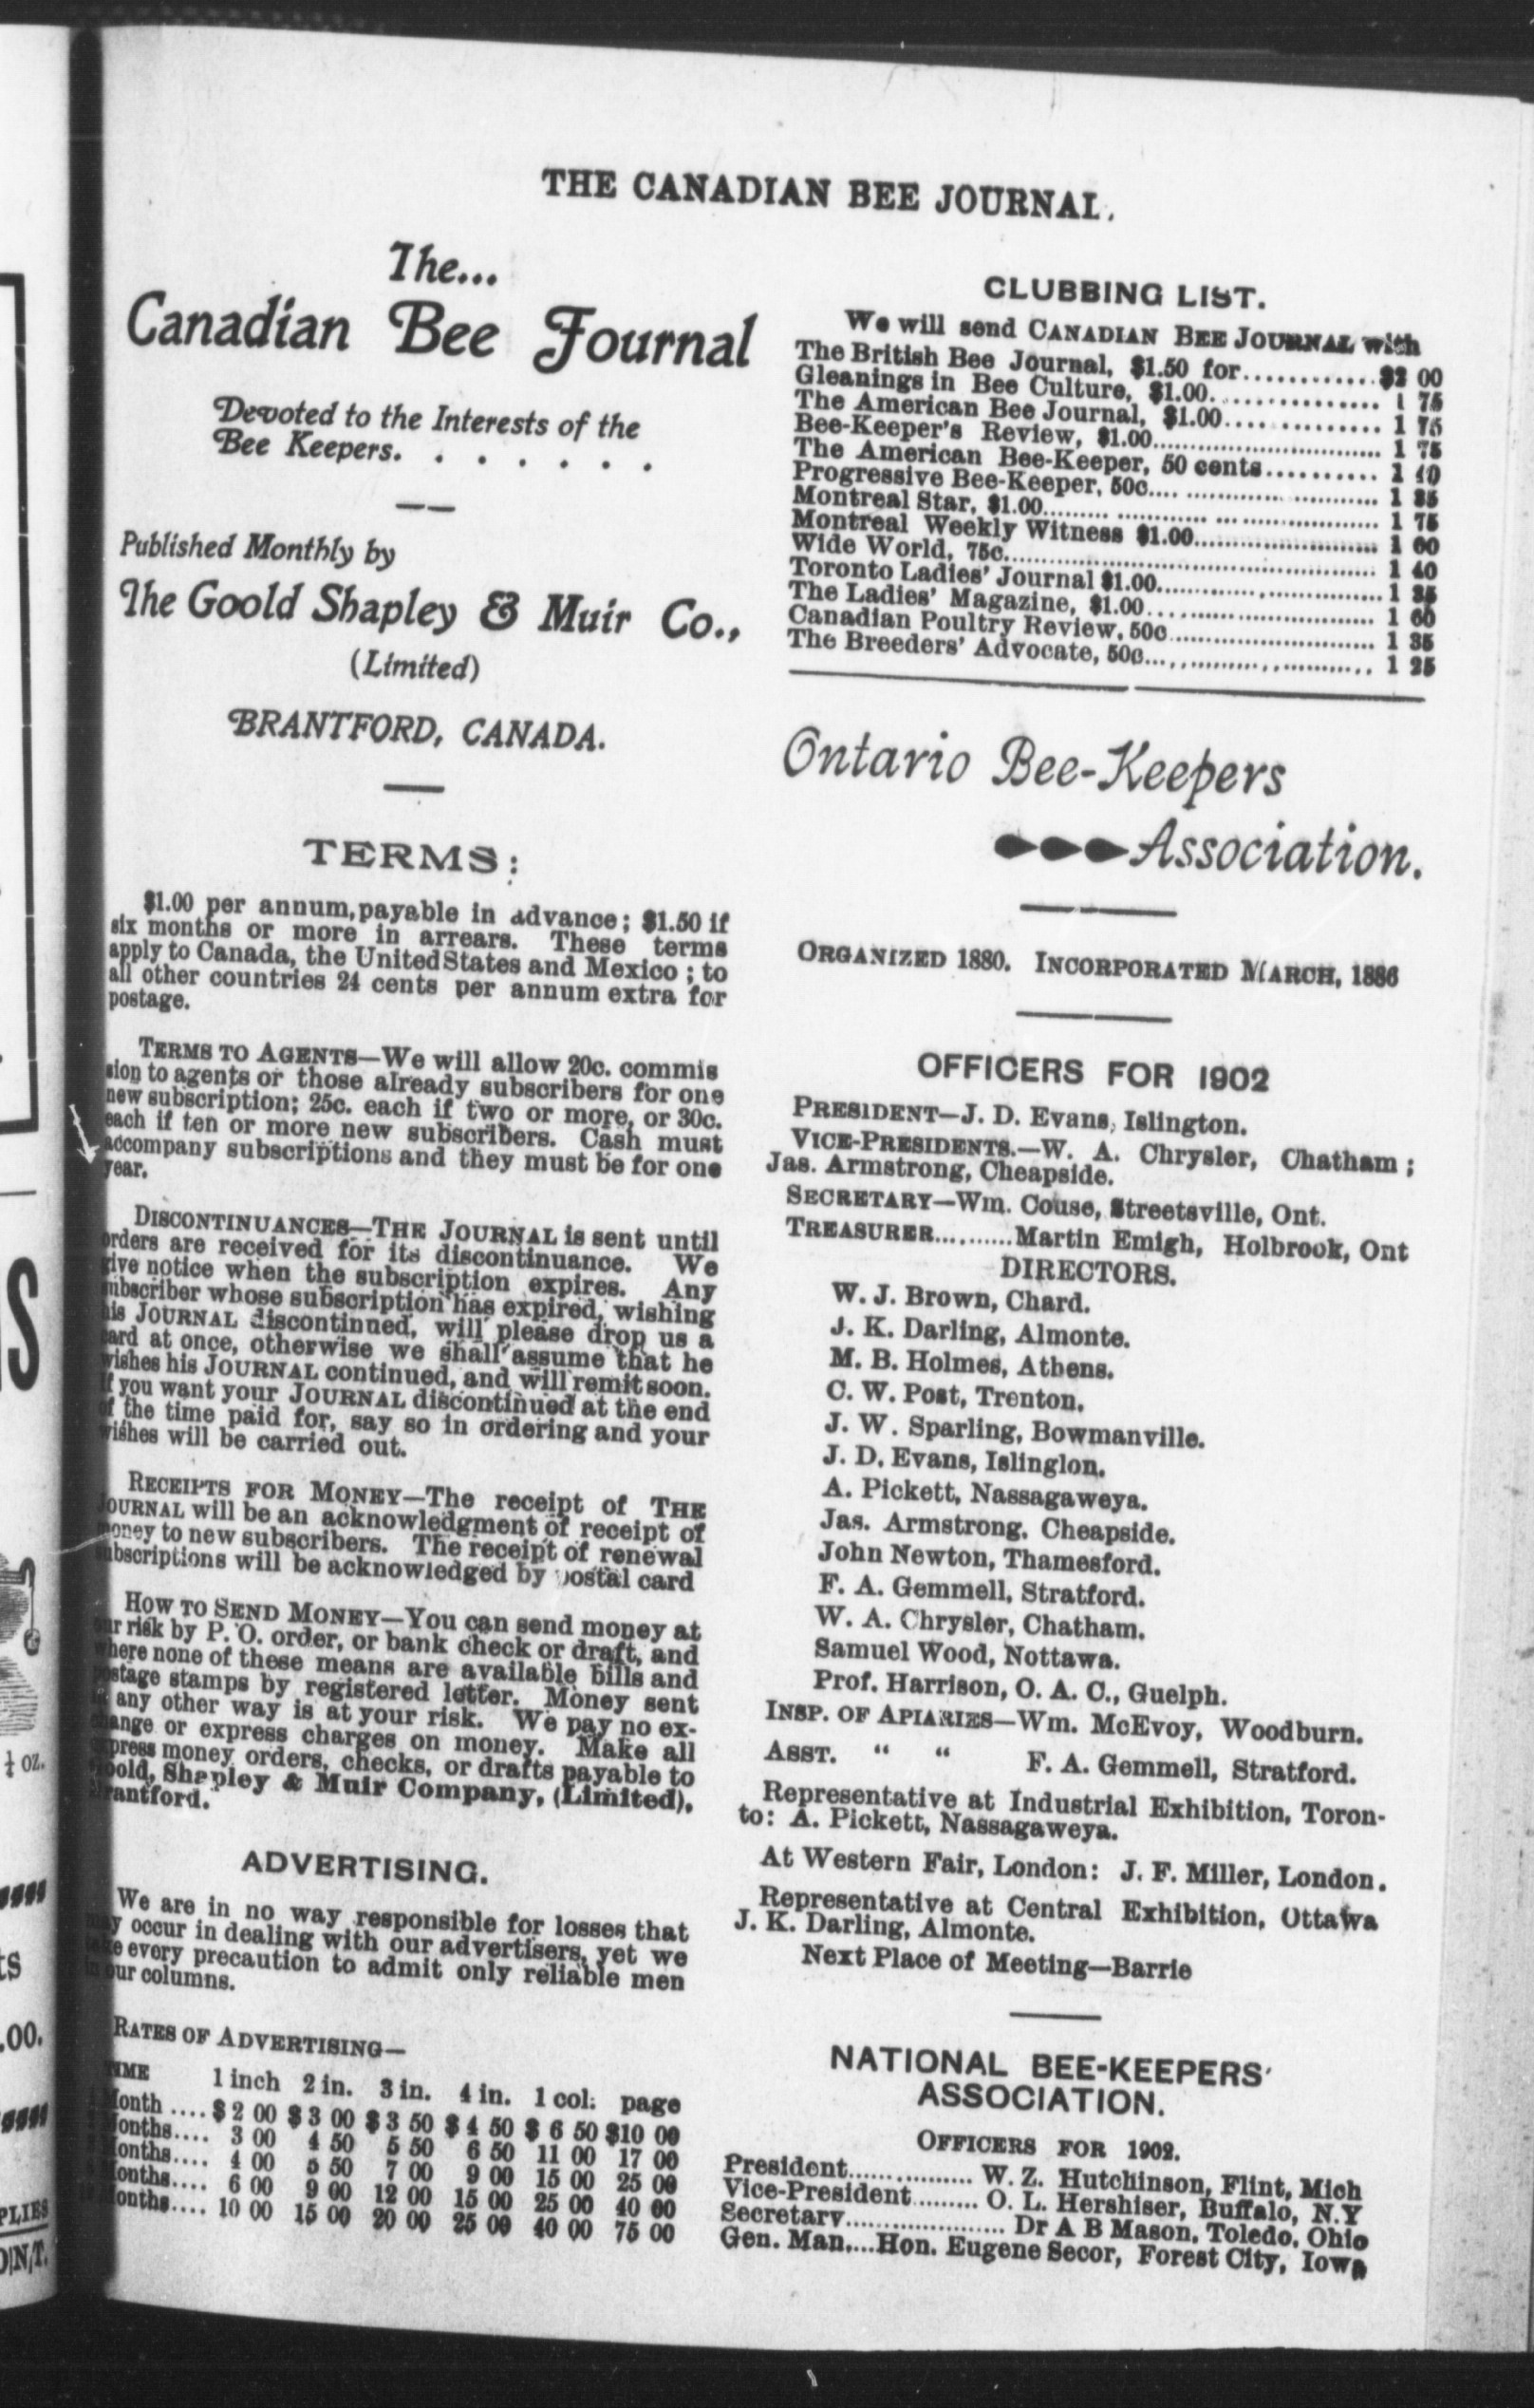 THE CANADIAN BEE JOURNAL.
The...
Canadian Bee Journal
Devoted to the Interests of the
Bee Keepers. . . . . . .
Published Monthly by
The Goold Shapley & Muir Co.,
(Limited)
BRANTFORD, CANADA.
TERMS:
$1.00 per annum, payable in advance; $1.50 if
six months or more in arrears. These terms
apply to Canada, the United States and Mexico; to
all other countries 24 cents per annum extra for
postage.
TERMS TO AGENTS—We will allow 20c. commis
sion to agents or those already subscribers for one
new subscription; 25c. each if two or more, or 30c.
each if ten or more new subscribers. Cash must
accompany subscriptions and they must be for one
year.
DISCONTINUANCES—THE JOURNAL is sent until
orders are received for its discontinuance. We
give notice when the subscription expires. Any
subscriber whose subscription has expired, wishing
his JOURNAL discontinued, will please drop us a
card at once, otherwise we shall assume that he
wishes his JOURNAL continued, and will remit soon.
If you want your JOURNAL discontinued at the end
of the time paid for, say so in ordering and your
wishes will be carried out.
RECEIPTS FOR MONEY—The receipt of THE
JOURNAL will be an acknowledgment of receipt of
money to new subscribers. The receipt of renewal
subscriptions will be acknowledged by postal card
HOW TO SEND MONEY—You can send money at
our risk by P. O. order, or bank check or draft, and
where none of these means are available bills and
postage stamps by registered letter. Money sent
in any other way is at your risk. We pay no ex-
change or express charges on money. Make all
express money orders, checks, or drafts payable to
Goold, Shapley & Muir Company, (Limited),
Brantford.
ADVERTISING.
We are in no way responsible for losses that
may occur in dealing with our advertisers, yet we
take every precaution to admit only reliable men
in our columns.
RATES OF ADVERTISING—
TIME 1 inch 2 in. 3 in. 4 in. 1 col. page
Month .... $2 00 $3 00 $3 50 $4 50 $6 50 $10 00
onths.... 3 00 4 50 5 50 6 50 11 00 17 00
onths.... 4 00 5 50 7 00 9 00 15 00 25 00
onths.... 6 00 9 00 12 00 15 00 25 00 40 00
onths.... 10 00 15 00 20 00 25 00 40 00 75 00
CLUBBING LIST.
We will send CANADIAN BEE JOURNAL with
The British Bee Journal, $1.50 for............$2 00
Gleanings in Bee Culture, $1.00................ 1 75
The American Bee Journal, $1.00.............. 1 75
Bee-Keeper's Review, $1.00.............................. 1 75
The American Bee-Keeper, 50 cents........... 1 40
Progressive Bee-Keeper, 50c............................ 1 35
Montreal Star, $1.00........................................ 1 75
Montreal Weekly Witness $1.00........................ 1 60
Wide World, 75c................................................ 1 40
Toronto Ladies' Journal $1.00............................ 1 35
The Ladies' Magazine, $1.00............................ 1 60
Canadian Poultry Review, 50c.......................... 1 35
The Breeders' Advocate, 50c............................ 1 25
Ontario Bee-Keepers
Association.
ORGANIZED 1880. INCORPORATED MARCH, 1886
OFFICERS FOR 1902
PRESIDENT—J. D. Evans, Islington.
VICE-PRESIDENTS.—W. A. Chrysler, Chatham;
Jas. Armstrong, Cheapside.
SECRETARY—Wm. Couse, Streetsville, Ont.
TREASURER..........Martin Emigh, Holbrook, Ont
DIRECTORS.
W. J. Brown, Chard.
J. K. Darling, Almonte.
M. B. Holmes, Athens.
C. W. Post, Trenton.
J. W. Sparling, Bowmanville.
J. D. Evans, Islinglon.
A. Pickett, Nassagaweya.
Jas. Armstrong, Cheapside.
John Newton, Thamesford.
F. A. Gemmell, Stratford.
W. A. Chrysler, Chatham.
Samuel Wood, Nottawa.
Prof. Harrison, O. A. C., Guelph.
INSP. OF APIARIES—Wm. McEvoy, Woodburn.
ASST. " " F. A. Gemmell, Stratford.
Representative at Industrial Exhibition, Toron-
to: A. Pickett, Nassagaweya.
At Western Fair, London: J. F. Miller, London.
Representative at Central Exhibition, Ottawa
J. K. Darling, Almonte.
Next Place of Meeting—Barrie
NATIONAL BEE-KEEPERS'
ASSOCIATION.
OFFICERS FOR 1902.
President................ W. Z. Hutchinson, Flint, Mich
Vice-President......... O. L. Hershiser, Buffalo, N.Y
Secretary...................... Dr A B Mason, Toledo, Ohio
Gen. Man....Hon. Eugene Secor, Forest City, Iowa